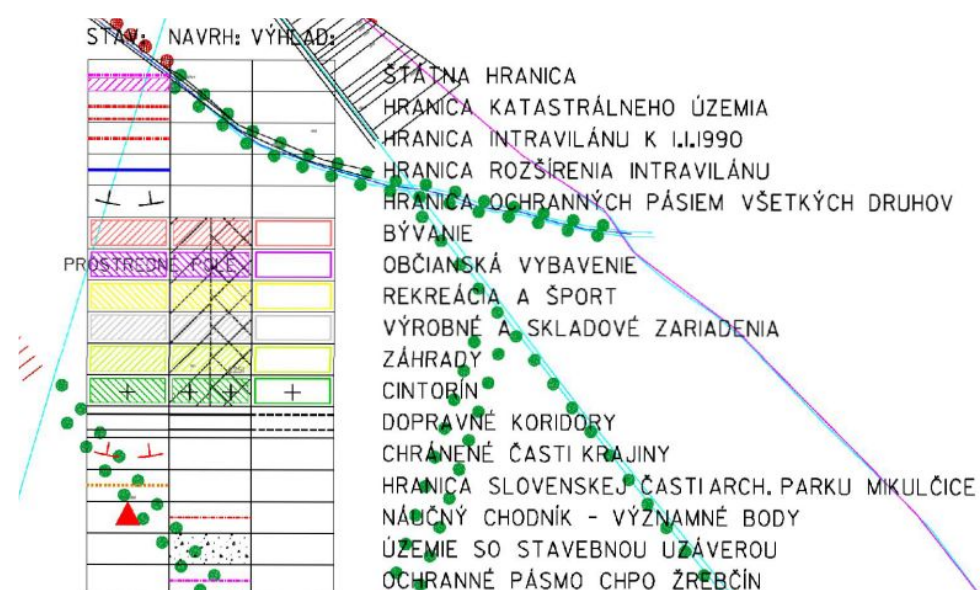 STAV: NAVRH: VÝHĽAD:
ŠTÁTNA HRANICA
HRANICA KATASTRÁLNEHO ÚZEMIA
HRANICA INTRAVILÁNU K 1.1.1990
HRANICA ROZŠÍRENIA INTRAVILÁNU
HRANICA OCHRANNÝCH PÁSIEM VŠETKÝCH DRUHOV
BÝVANIE
PROSTREDNÉ POLE
OBČIANSKÁ VYBAVENIE
REKREÁCIA A ŠPORT
VÝROBNÉ A SKLADOVÉ ZARIADENIA
ZÁHRADY
CINTORÍN
DOPRAVNÉ KORIDORY
CHRÁNENÉ ČASTI KRAJINY
HRANICA SLOVENSKEJ ČASTI ARCH. PARKU MIKULČICE
NÁUČNÝ CHODNÍK - VÝZNAMNÉ BODY
ÚZEMIE SO STAVEBNOU UZÁVEROU
OCHRANNÉ PÁSMO CHPO ŽREBČÍN